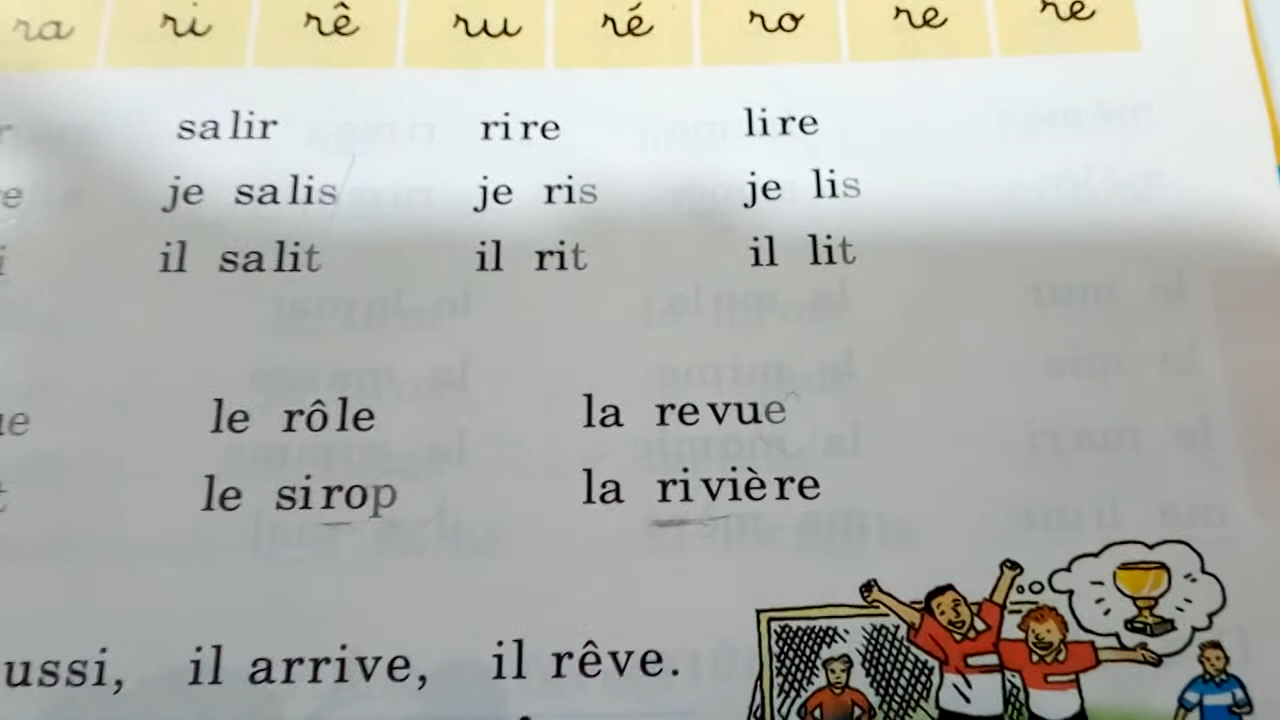 ra ri rê ru ré ro re rè
salir rire lire
je salis je ris je lis
il salit il rit il lit
le rôle la revue
le sirop la rivière
il arrive, il rêve.